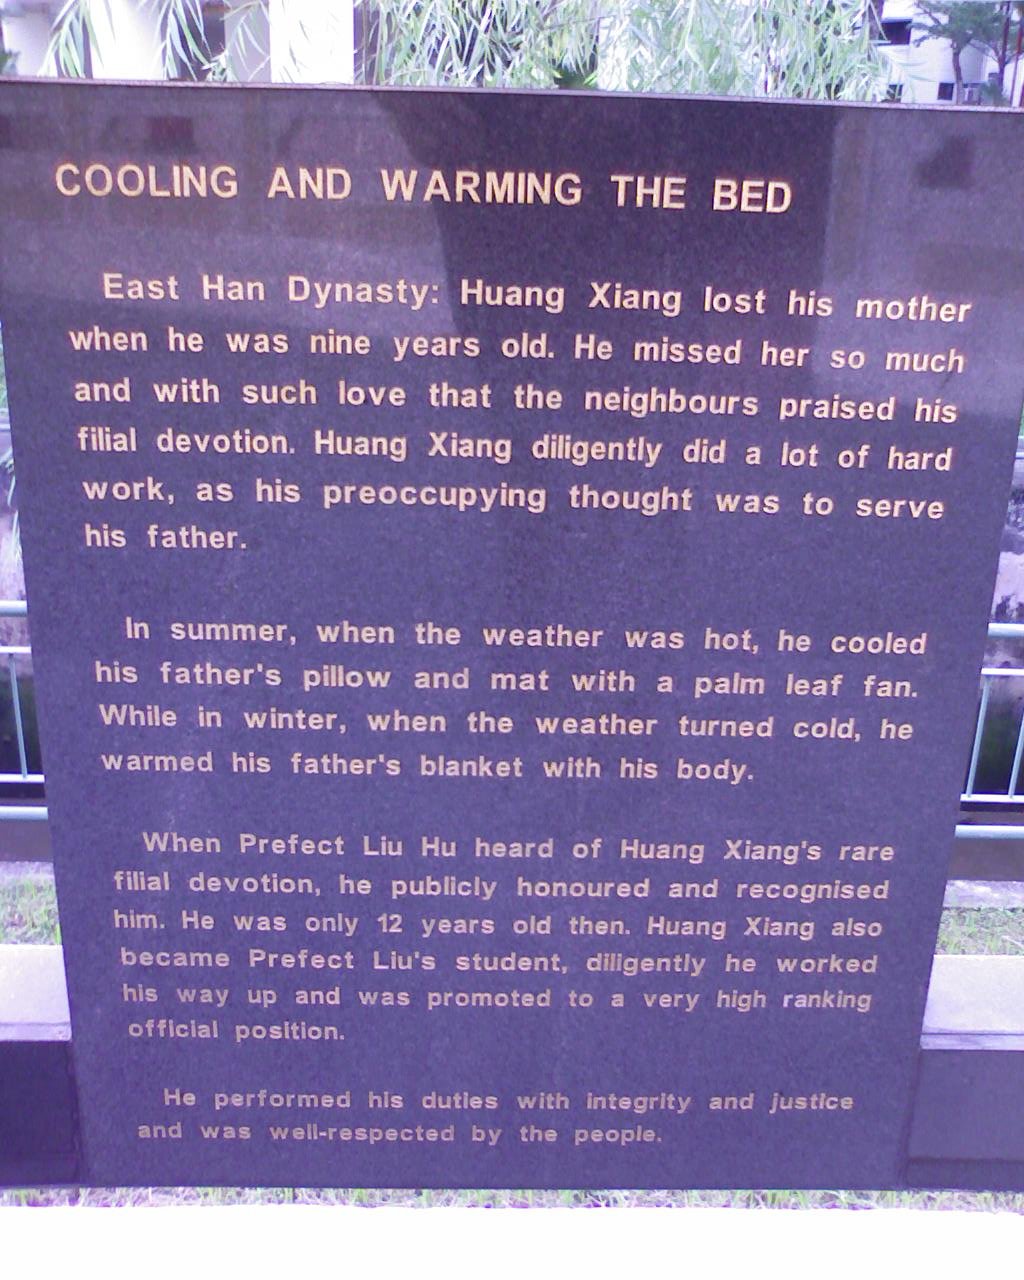 COOLING AND WARMING THE BED
East Han Dynasty: Huang Xiang lost his mother
when he was nine years old. He missed her so much
and with such love that the neighbours praised his
filial devotion. Huang Xiang diligently did a lot of hard
work, as his preoccupying thought was to serve
his father.
In summer, when the weather was hot, he cooled
his father's pillow and mat with a palm leaf fan.
While in winter, when the weather turned cold, he
warmed his father's blanket with his body.
When Prefect Liu Hu heard of Huang Xiang's rare
filial devotion, he publicly honoured and recognised
him. He was only 12 years old then. Huang Xiang also
became Prefect Liu's student, diligently he worked
his way up and was promoted to a very high ranking
official position.
He performed his duties with integrity and justice
and was well-respected by the people.